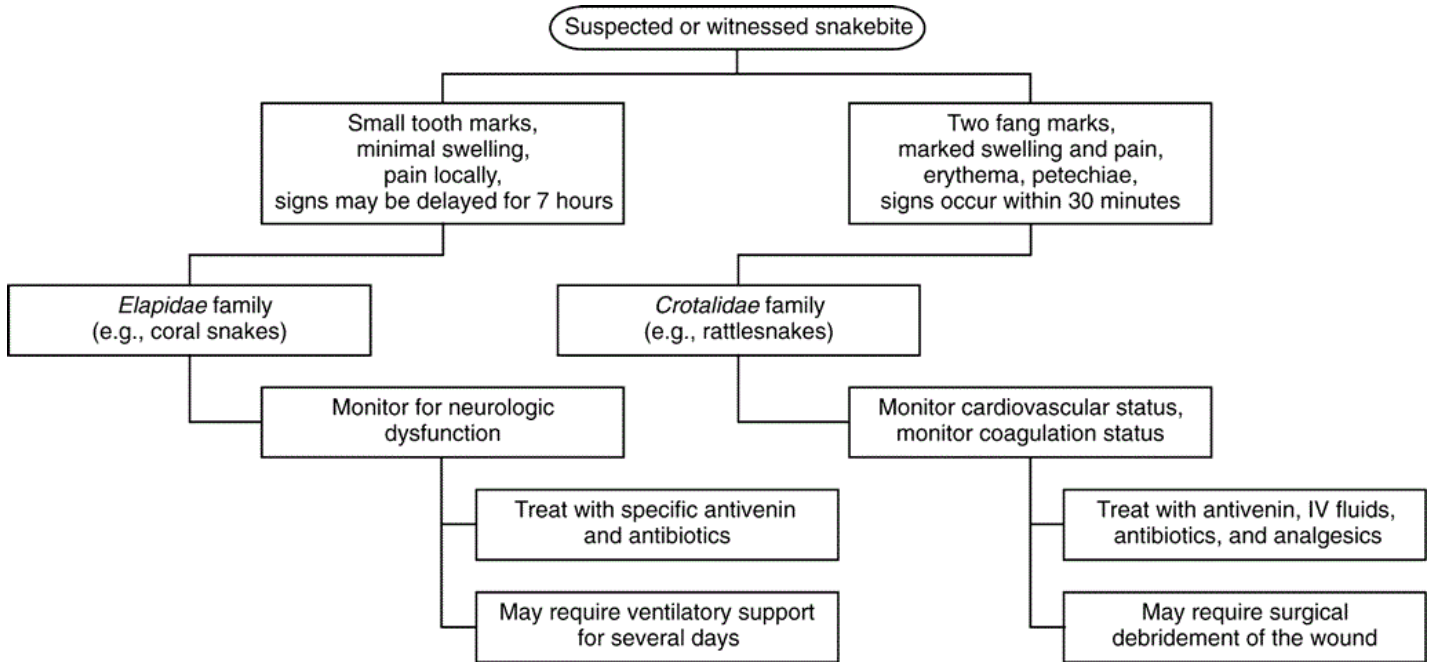 Suspected or witnessed snakebite
Small tooth marks,
minimal swelling,
pain locally,
signs may be delayed for 7 hours
Two fang marks,
marked swelling and pain,
erythema, petechiae,
signs occur within 30 minutes
Elapidae family
(e.g., coral snakes)
Crotalidae family
(e.g., rattlesnakes)
Monitor for neurologic
dysfunction
Monitor cardiovascular status,
monitor coagulation status
Treat with specific antivenin
and antibiotics
Treat with antivenin, IV fluids,
antibiotics, and analgesics
May require ventilatory support
for several days
May require surgical
debridement of the wound